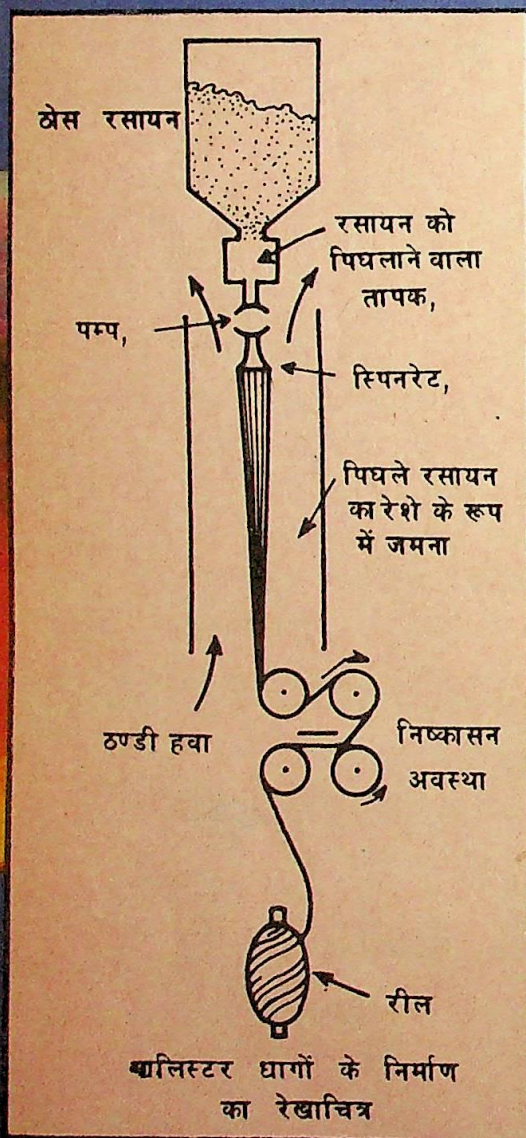 ठोस रसायन
रसायन को
पिघलाने वाला
तापक,
पम्प,
स्पिनरेट,
पिघले रसायन
का रेशे के रूप
में जमना
ठण्डी हवा
निष्कासन
अवस्था
रील
पालिस्टर धागों के निर्माण
का रेखाचित्र